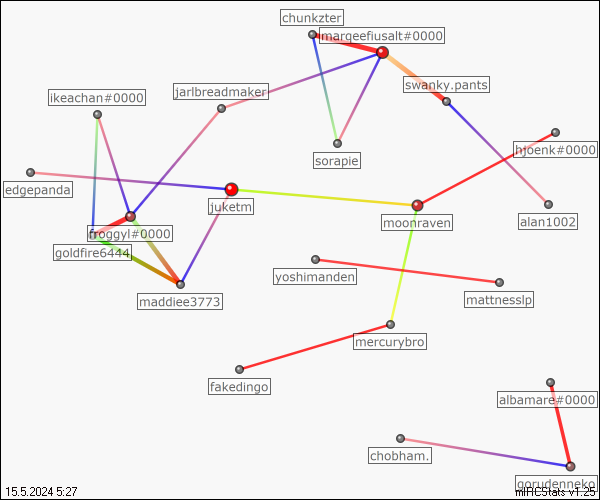 chunkzter
marqeefiusalt#0000
swanky.pants
jarlbreadmaker
ikeachan#0000
hjoenk#0000
sorapie
edgepanda
juketm
moonraven
alan1002
froggyl#0000
goldfire6444
yoshimanden
maddiee3773
mattnesslp
mercurybro
fakedingo
albamare#0000
chobham.
gorudenneko
15.5.2024 5:27
mIRCStats v1.25